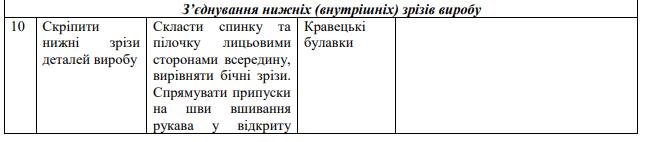 З’єднування нижніх (внутрішніх) зрізів виробу
10 Скріпити нижні зрізи деталей виробу
Скласти спинку та пілочку лицьовими сторонами всередину, вирівняти бічні зрізи. Спрямувати припуски на шви вшивання рукава у відкриту
Кравецькі булавки